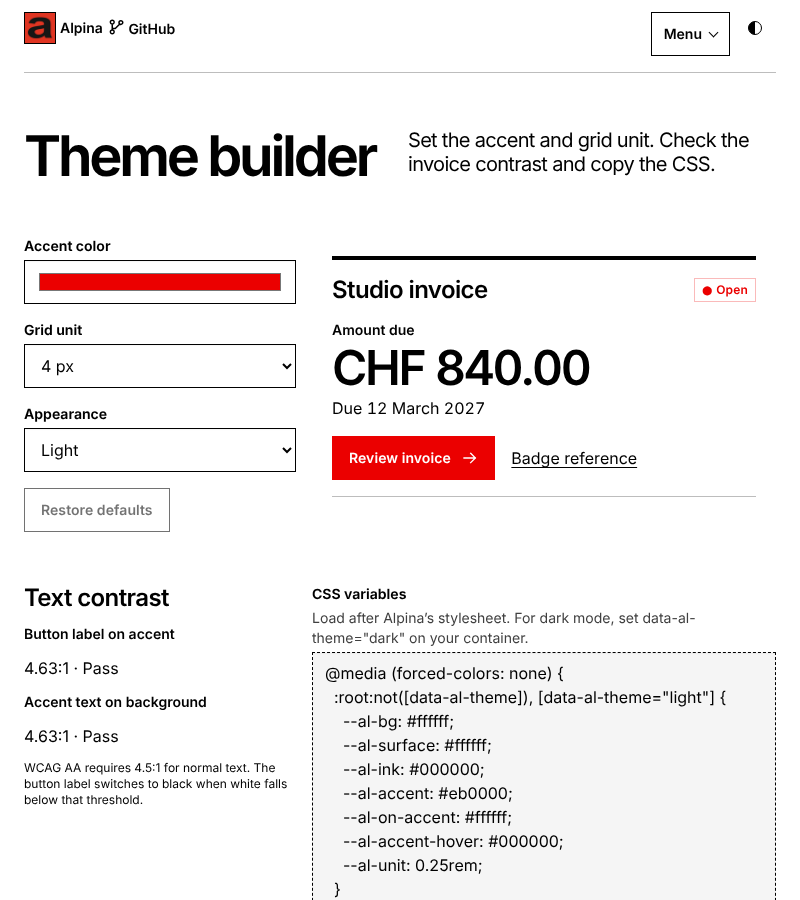 a Alpina GitHub
Menu
Theme builder
Set the accent and grid unit. Check the
invoice contrast and copy the CSS.
Accent color
Grid unit
4 px
Appearance
Light
Restore defaults
Studio invoice
Open
Amount due
CHF 840.00
Due 12 March 2027
Review invoice
Badge reference
Text contrast
Button label on accent
4.63:1 · Pass
Accent text on background
4.63:1 · Pass
WCAG AA requires 4.5:1 for normal text. The
button label switches to black when white falls
below that threshold.
CSS variables
Load after Alpina’s stylesheet. For dark mode, set data-al-
theme="dark" on your container.
@media (forced-colors: none) {
:root:not([data-al-theme]), [data-al-theme="light"] {
--al-bg: #ffffff;
--al-surface: #ffffff;
--al-ink: #000000;
--al-accent: #eb0000;
--al-on-accent: #ffffff;
--al-accent-hover: #000000;
--al-unit: 0.25rem;
}